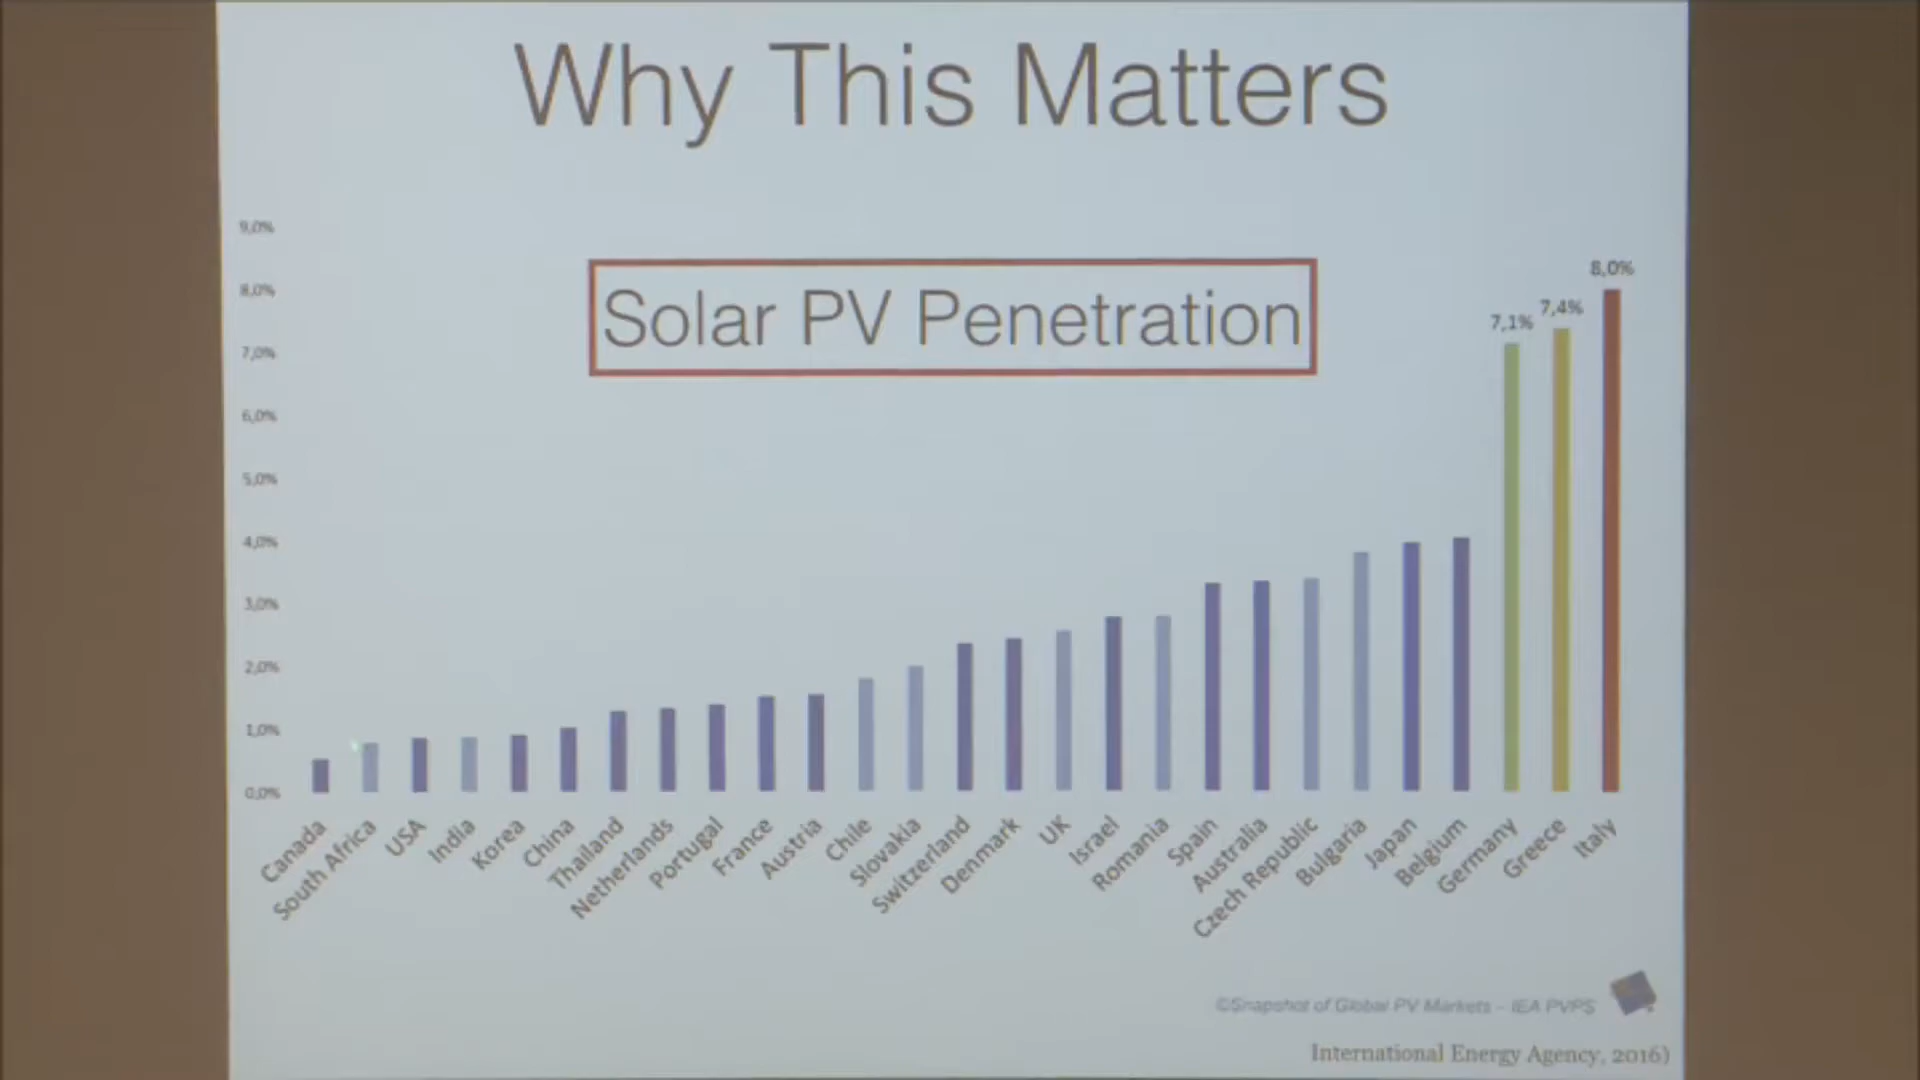 Why This Matters
Solar PV Penetration
9,0%
8,0%
7,0%
6,0%
5,0%
4,0%
3,0%
2,0%
1,0%
0,0%
7,1%
7,4%
8,0%
Canada
South Africa
USA
India
Korea
China
Thailand
Netherlands
Portugal
France
Austria
Chile
Slovakia
Switzerland
Denmark
UK
Israel
Romania
Spain
Australia
Czech Republic
Bulgaria
Japan
Belgium
Germany
Greece
Italy
©Snapshot of Global PV Markets – IEA PVPS
International Energy Agency, 2016)